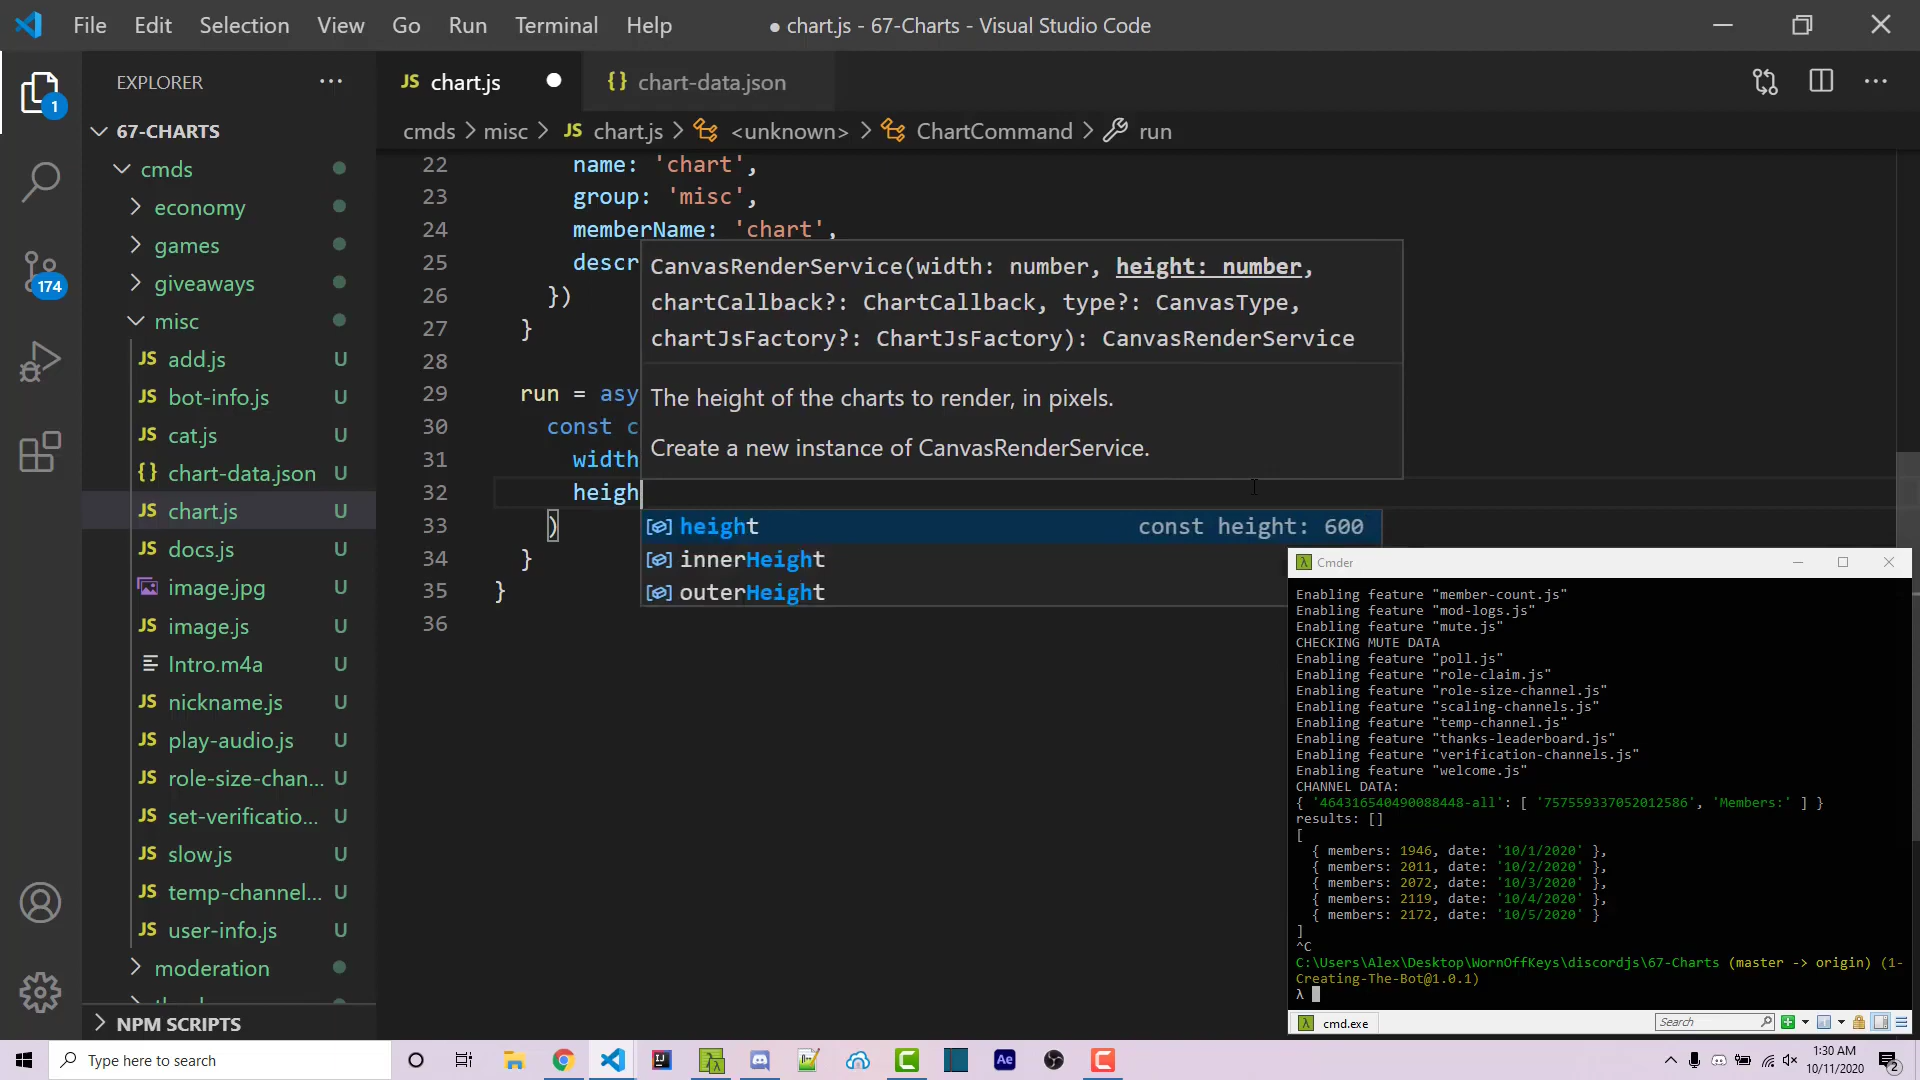 File Edit Selection View Go Run Terminal Help
● chart.js - 67-Charts - Visual Studio Code
EXPLORER
67-CHARTS
cmds
economy
games
giveaways
misc
JS add.js U
JS bot-info.js U
JS cat.js U
{} chart-data.json U
JS chart.js U
JS docs.js U
image.jpg U
JS image.js U
Intro.m4a U
JS nickname.js U
JS play-audio.js U
JS role-size-chan... U
JS set-verificatio... U
JS slow.js U
JS temp-channel... U
JS user-info.js U
moderation
NPM SCRIPTS
1
174
JS chart.js
{} chart-data.json
cmds > misc > JS chart.js > <unknown> > ChartCommand > run
22 name: 'chart',
23 group: 'misc',
24 memberName: 'chart',
25 descr
26 })
27 }
28
29 run = asy
30 const c
31 width
32 heigh
33 )
34 }
35 }
36
CanvasRenderService(width: number, height: number,
chartCallback?: ChartCallback, type?: CanvasType,
chartJsFactory?: ChartJsFactory): CanvasRenderService
The height of the charts to render, in pixels.
Create a new instance of CanvasRenderService.
height const height: 600
innerHeight
outerHeight
λ Cmder
Enabling feature "member-count.js"
Enabling feature "mod-logs.js"
Enabling feature "mute.js"
CHECKING MUTE DATA
Enabling feature "poll.js"
Enabling feature "role-claim.js"
Enabling feature "role-size-channel.js"
Enabling feature "scaling-channels.js"
Enabling feature "temp-channel.js"
Enabling feature "thanks-leaderboard.js"
Enabling feature "verification-channels.js"
Enabling feature "welcome.js"
CHANNEL DATA:
{ '464316540490088448-all': [ '757559337052012586', 'Members:' ] }
results: []
[
{ members: 1946, date: '10/1/2020' },
{ members: 2011, date: '10/2/2020' },
{ members: 2072, date: '10/3/2020' },
{ members: 2119, date: '10/4/2020' },
{ members: 2172, date: '10/5/2020' }
]
^C
C:\Users\Alex\Desktop\WornOffKeys\discordjs\67-Charts (master -> origin) (1-
Creating-The-Bot@1.0.1)
λ
λ cmd.exe
Search
Type here to search
Ae
1:30 AM
10/11/2020
2